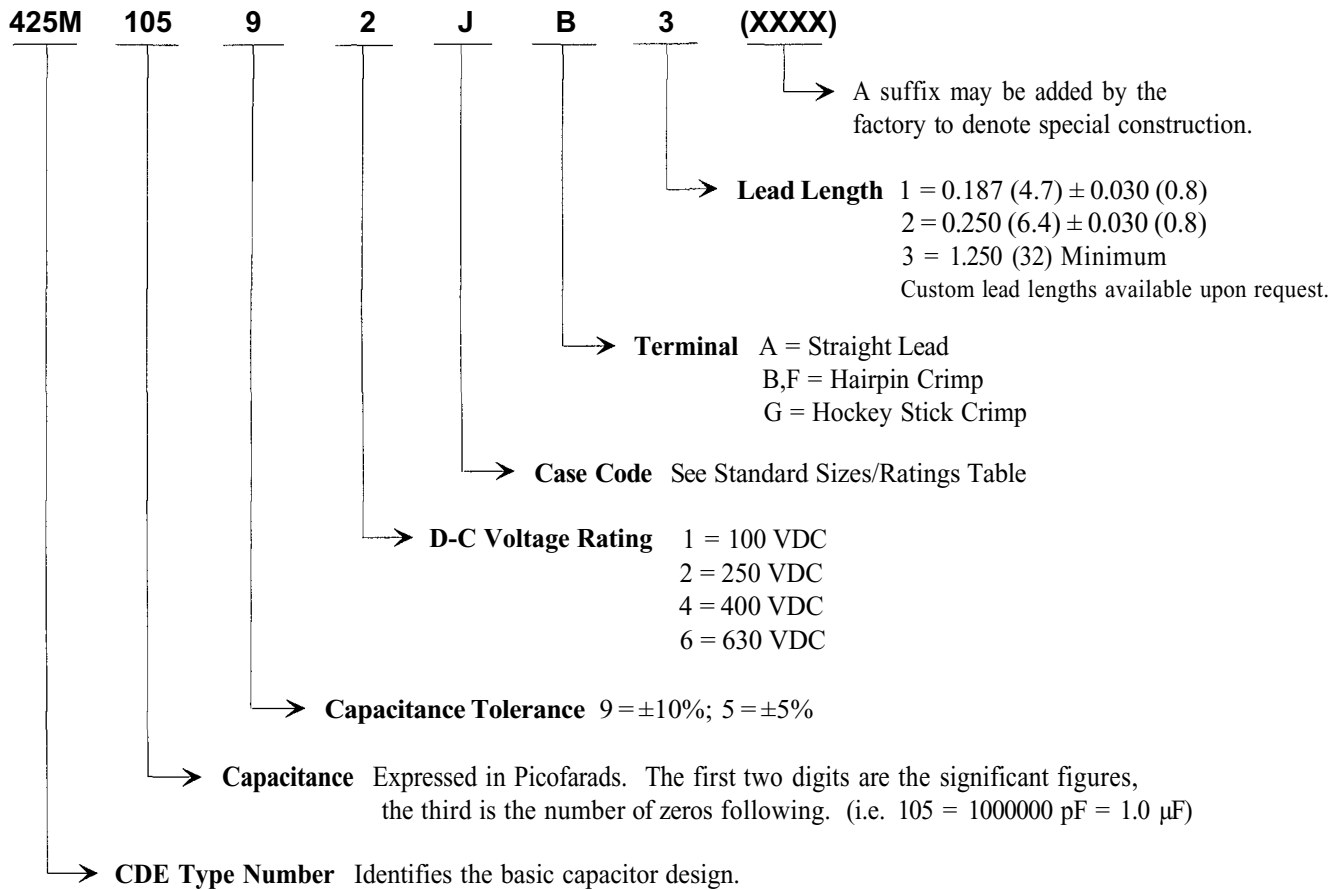 425M 105 9 2 J B 3 (XXXX)
A suffix may be added by the
factory to denote special construction.
Lead Length 1 = 0.187 (4.7) ± 0.030 (0.8)
2 = 0.250 (6.4) ± 0.030 (0.8)
3 = 1.250 (32) Minimum
Custom lead lengths available upon request.
Terminal A = Straight Lead
B,F = Hairpin Crimp
G = Hockey Stick Crimp
Case Code See Standard Sizes/Ratings Table
D-C Voltage Rating 1 = 100 VDC
2 = 250 VDC
4 = 400 VDC
6 = 630 VDC
Capacitance Tolerance 9 = ±10%; 5 = ±5%
Capacitance Expressed in Picofarads. The first two digits are the significant figures,
the third is the number of zeros following. (i.e. 105 = 1000000 pF = 1.0 µF)
CDE Type Number Identifies the basic capacitor design.